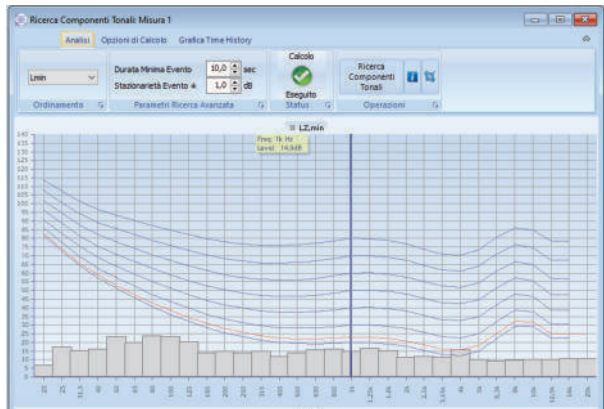 Ricerca Componenti Tonali: Misura 1
Analisi Opzioni di Calcolo Grafica Time History
Calcolo
Lmin
Durata Minima Evento 10,0 sec
Stazionarietà Evento ± 1,0 dB
Eseguito
Ricerca
Componenti
Tonali
Ordinamento Parametri Ricerca Avanzata Status Operazioni
LZ,min
Freq: 1k Hz
Level: 14,9dB
140
135
130
125
120
115
110
105
100
95
90
85
80
75
70
65
60
55
50
45
40
35
30
25
20
15
10
5
0
20 25 31,5 40 50 63 80 100 125 160 200 250 315 400 500 630 800 1k 1,25k 1,6k 2k 2,5k 3,15k 4k 5k 6,3k 8k 10k 12,5k 16k 20k